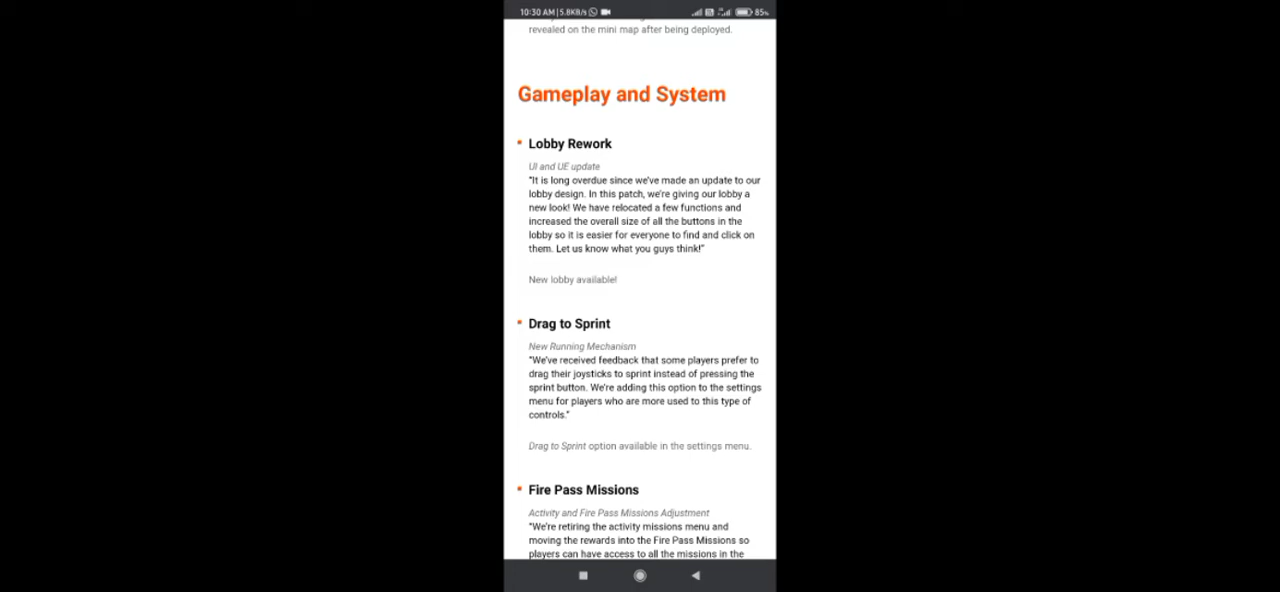 10:30 AM | 5.8KB/s
85%
revealed on the mini map after being deployed.
Gameplay and System
Lobby Rework
UI and UE update
"It is long overdue since we've made an update to our
lobby design. In this patch, we're giving our lobby a
new look! We have relocated a few functions and
increased the overall size of all the buttons in the
lobby so it is easier for everyone to find and click on
them. Let us know what you guys think!"
New lobby available!
Drag to Sprint
New Running Mechanism
"We've received feedback that some players prefer to
drag their joysticks to sprint instead of pressing the
sprint button. We're adding this option to the settings
menu for players who are more used to this type of
controls."
Drag to Sprint option available in the settings menu.
Fire Pass Missions
Activity and Fire Pass Missions Adjustment
"We're retiring the activity missions menu and
moving the rewards into the Fire Pass Missions so
players can have access to all the missions in the